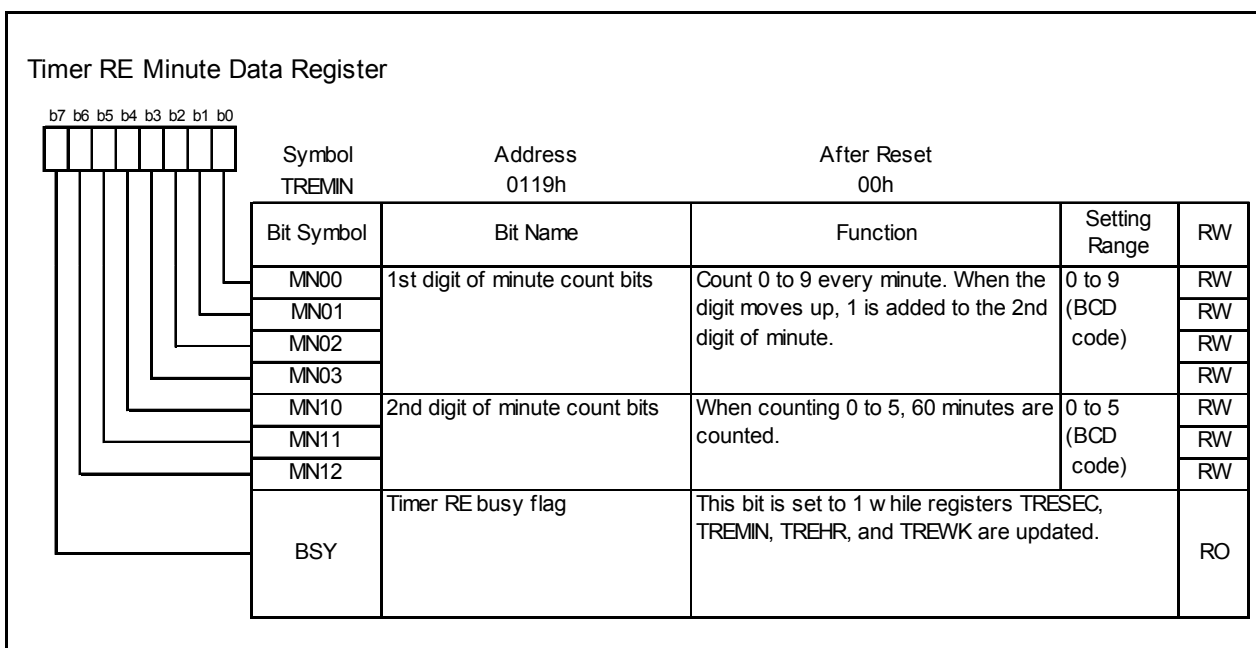 Timer RE Minute Data Register
b7 b6 b5 b4 b3 b2 b1 b0
Symbol Address After Reset
TREMIN 0119h 00h
Bit Symbol Bit Name Function Setting Range RW
MN00 1st digit of minute count bits Count 0 to 9 every minute. When the 0 to 9 RW
MN01 digit moves up, 1 is added to the 2nd (BCD RW
MN02 digit of minute. code) RW
MN03 RW
MN10 2nd digit of minute count bits When counting 0 to 5, 60 minutes are 0 to 5 RW
MN11 counted. (BCD RW
MN12 code) RW
Timer RE busy flag This bit is set to 1 w hile registers TRESEC,
TREMIN, TREHR, and TREWK are updated.
BSY RO